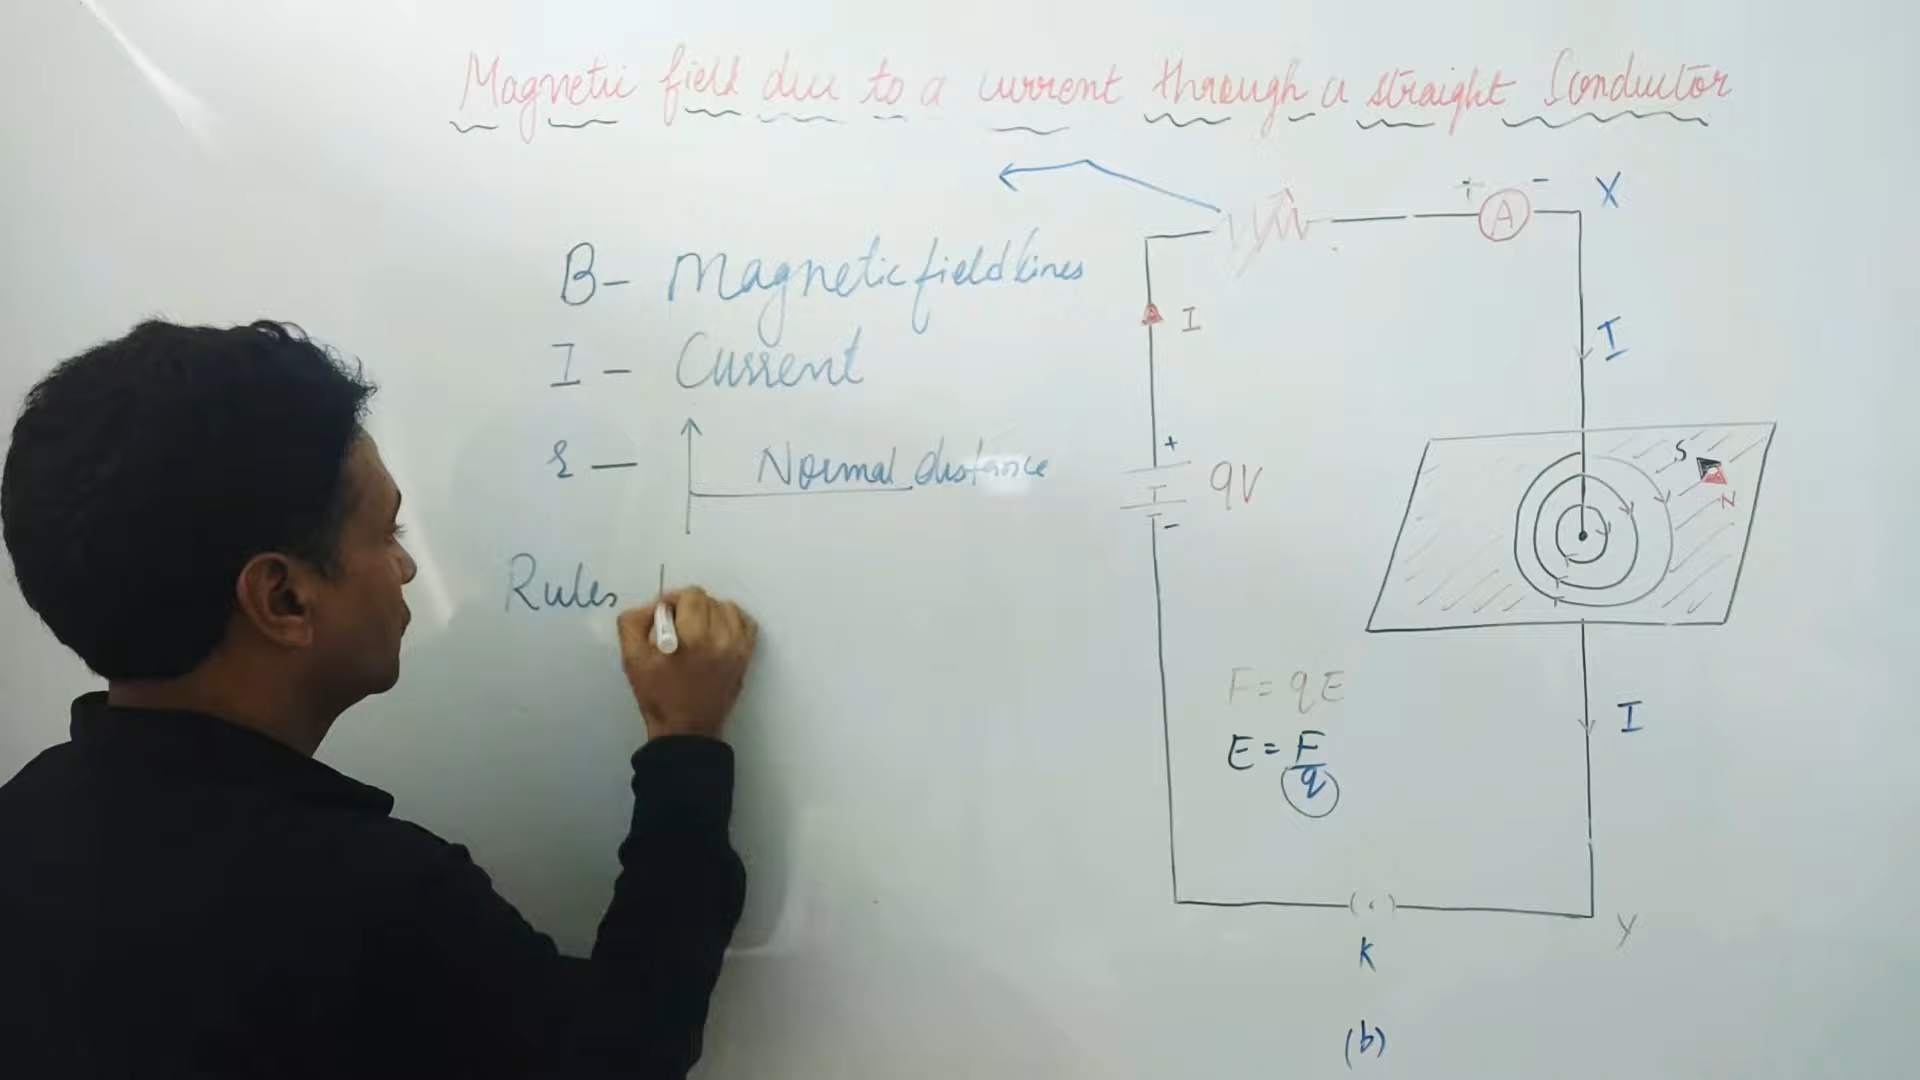 Magnetic field due to a current through a straight Conductor
B- Magnetic field lines
I - Current
r - Normal distance
Rules
+ A - X
I
I
+
9V
-
S
N
F = qE
E = F/q
I
( . )
K
Y
(b)